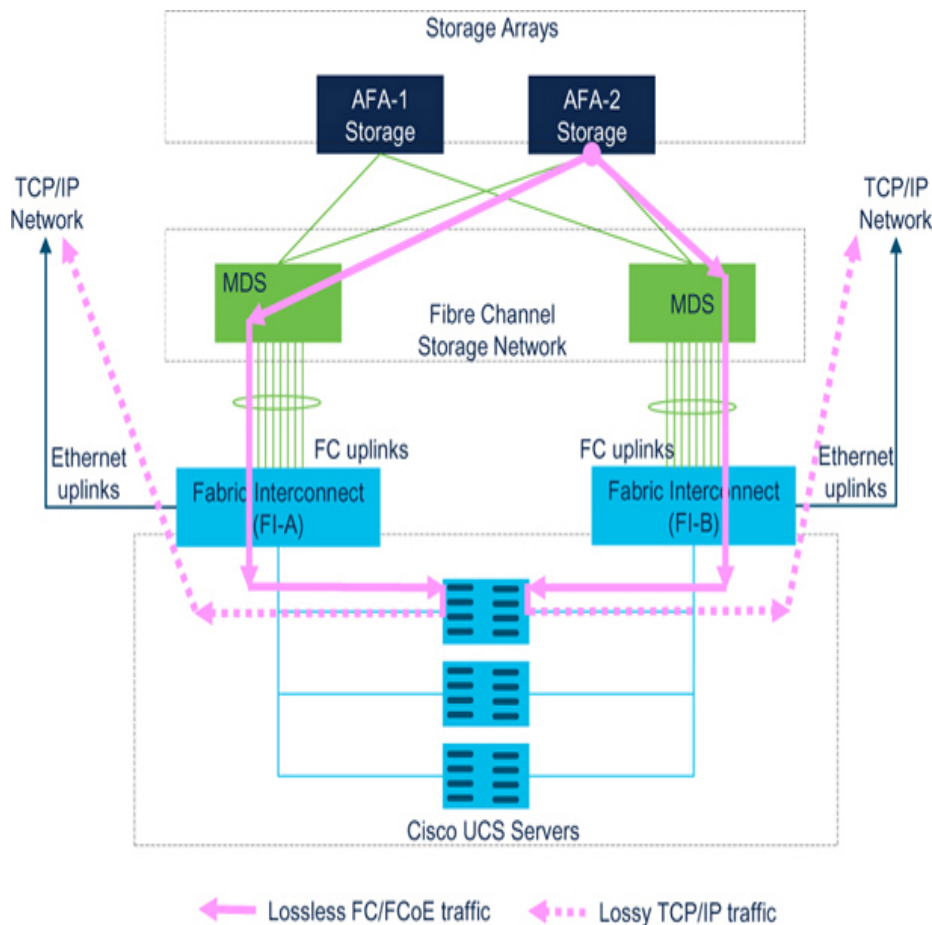 Storage Arrays
AFA-1
Storage
AFA-2
Storage
TCP/IP
Network
TCP/IP
Network
MDS
MDS
Fibre Channel
Storage Network
FC uplinks
FC uplinks
Ethernet
uplinks
Ethernet
uplinks
Fabric Interconnect
(FI-A)
Fabric Interconnect
(FI-B)
Cisco UCS Servers
Lossless FC/FCoE traffic
Lossy TCP/IP traffic